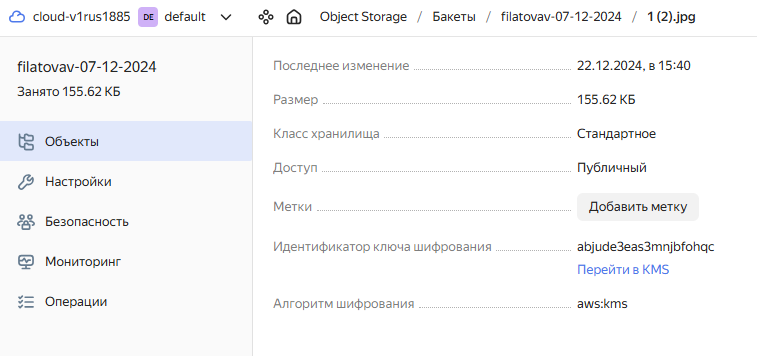 cloud-v1rus1885 DE default Object Storage / Бакеты / filatovav-07-12-2024 / 1 (2).jpg
filatovav-07-12-2024
Занято 155.62 КБ
Объекты
Настройки
Безопасность
Мониторинг
Операции
Последнее изменение 22.12.2024, в 15:40
Размер 155.62 КБ
Класс хранилища Стандартное
Доступ Публичный
Метки Добавить метку
Идентификатор ключа шифрования abjude3eas3mnjbfohqc
Перейти в KMS
Алгоритм шифрования aws:kms